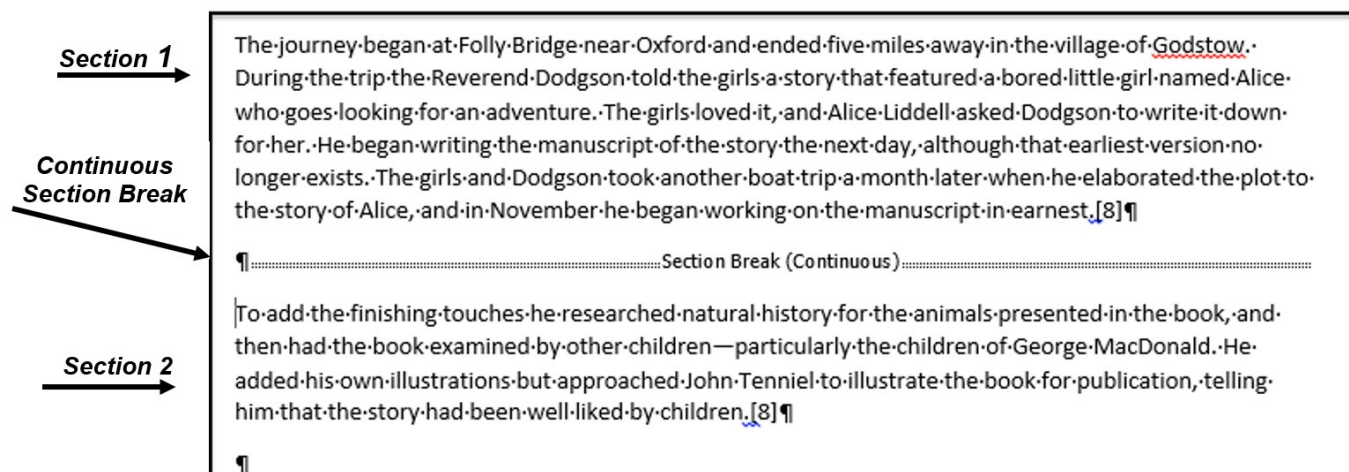 Section 1
The·journey·began·at·Folly·Bridge·near·Oxford·and·ended·five·miles·away·in·the·village·of·Godstow.·
During·the·trip·the·Reverend·Dodgson·told·the·girls·a·story·that·featured·a·bored·little·girl·named·Alice·
who·goes·looking·for·an·adventure.·The·girls·loved·it,·and·Alice·Liddell·asked·Dodgson·to·write·it·down·
for·her.·He·began·writing·the·manuscript·of·the·story·the·next·day,·although·that·earliest·version·no·
longer·exists.·The·girls·and·Dodgson·took·another·boat·trip·a·month·later·when·he·elaborated·the·plot·to·
the·story·of·Alice,·and·in·November·he·began·working·on·the·manuscript·in·earnest.[8]¶
Continuous
Section Break
¶Section Break (Continuous)
Section 2
To·add·the·finishing·touches·he·researched·natural·history·for·the·animals·presented·in·the·book,·and·
then·had·the·book·examined·by·other·children—particularly·the·children·of·George·MacDonald.·He·
added·his·own·illustrations·but·approached·John·Tenniel·to·illustrate·the·book·for·publication,·telling·
him·that·the·story·had·been·well·liked·by·children.[8]¶
¶